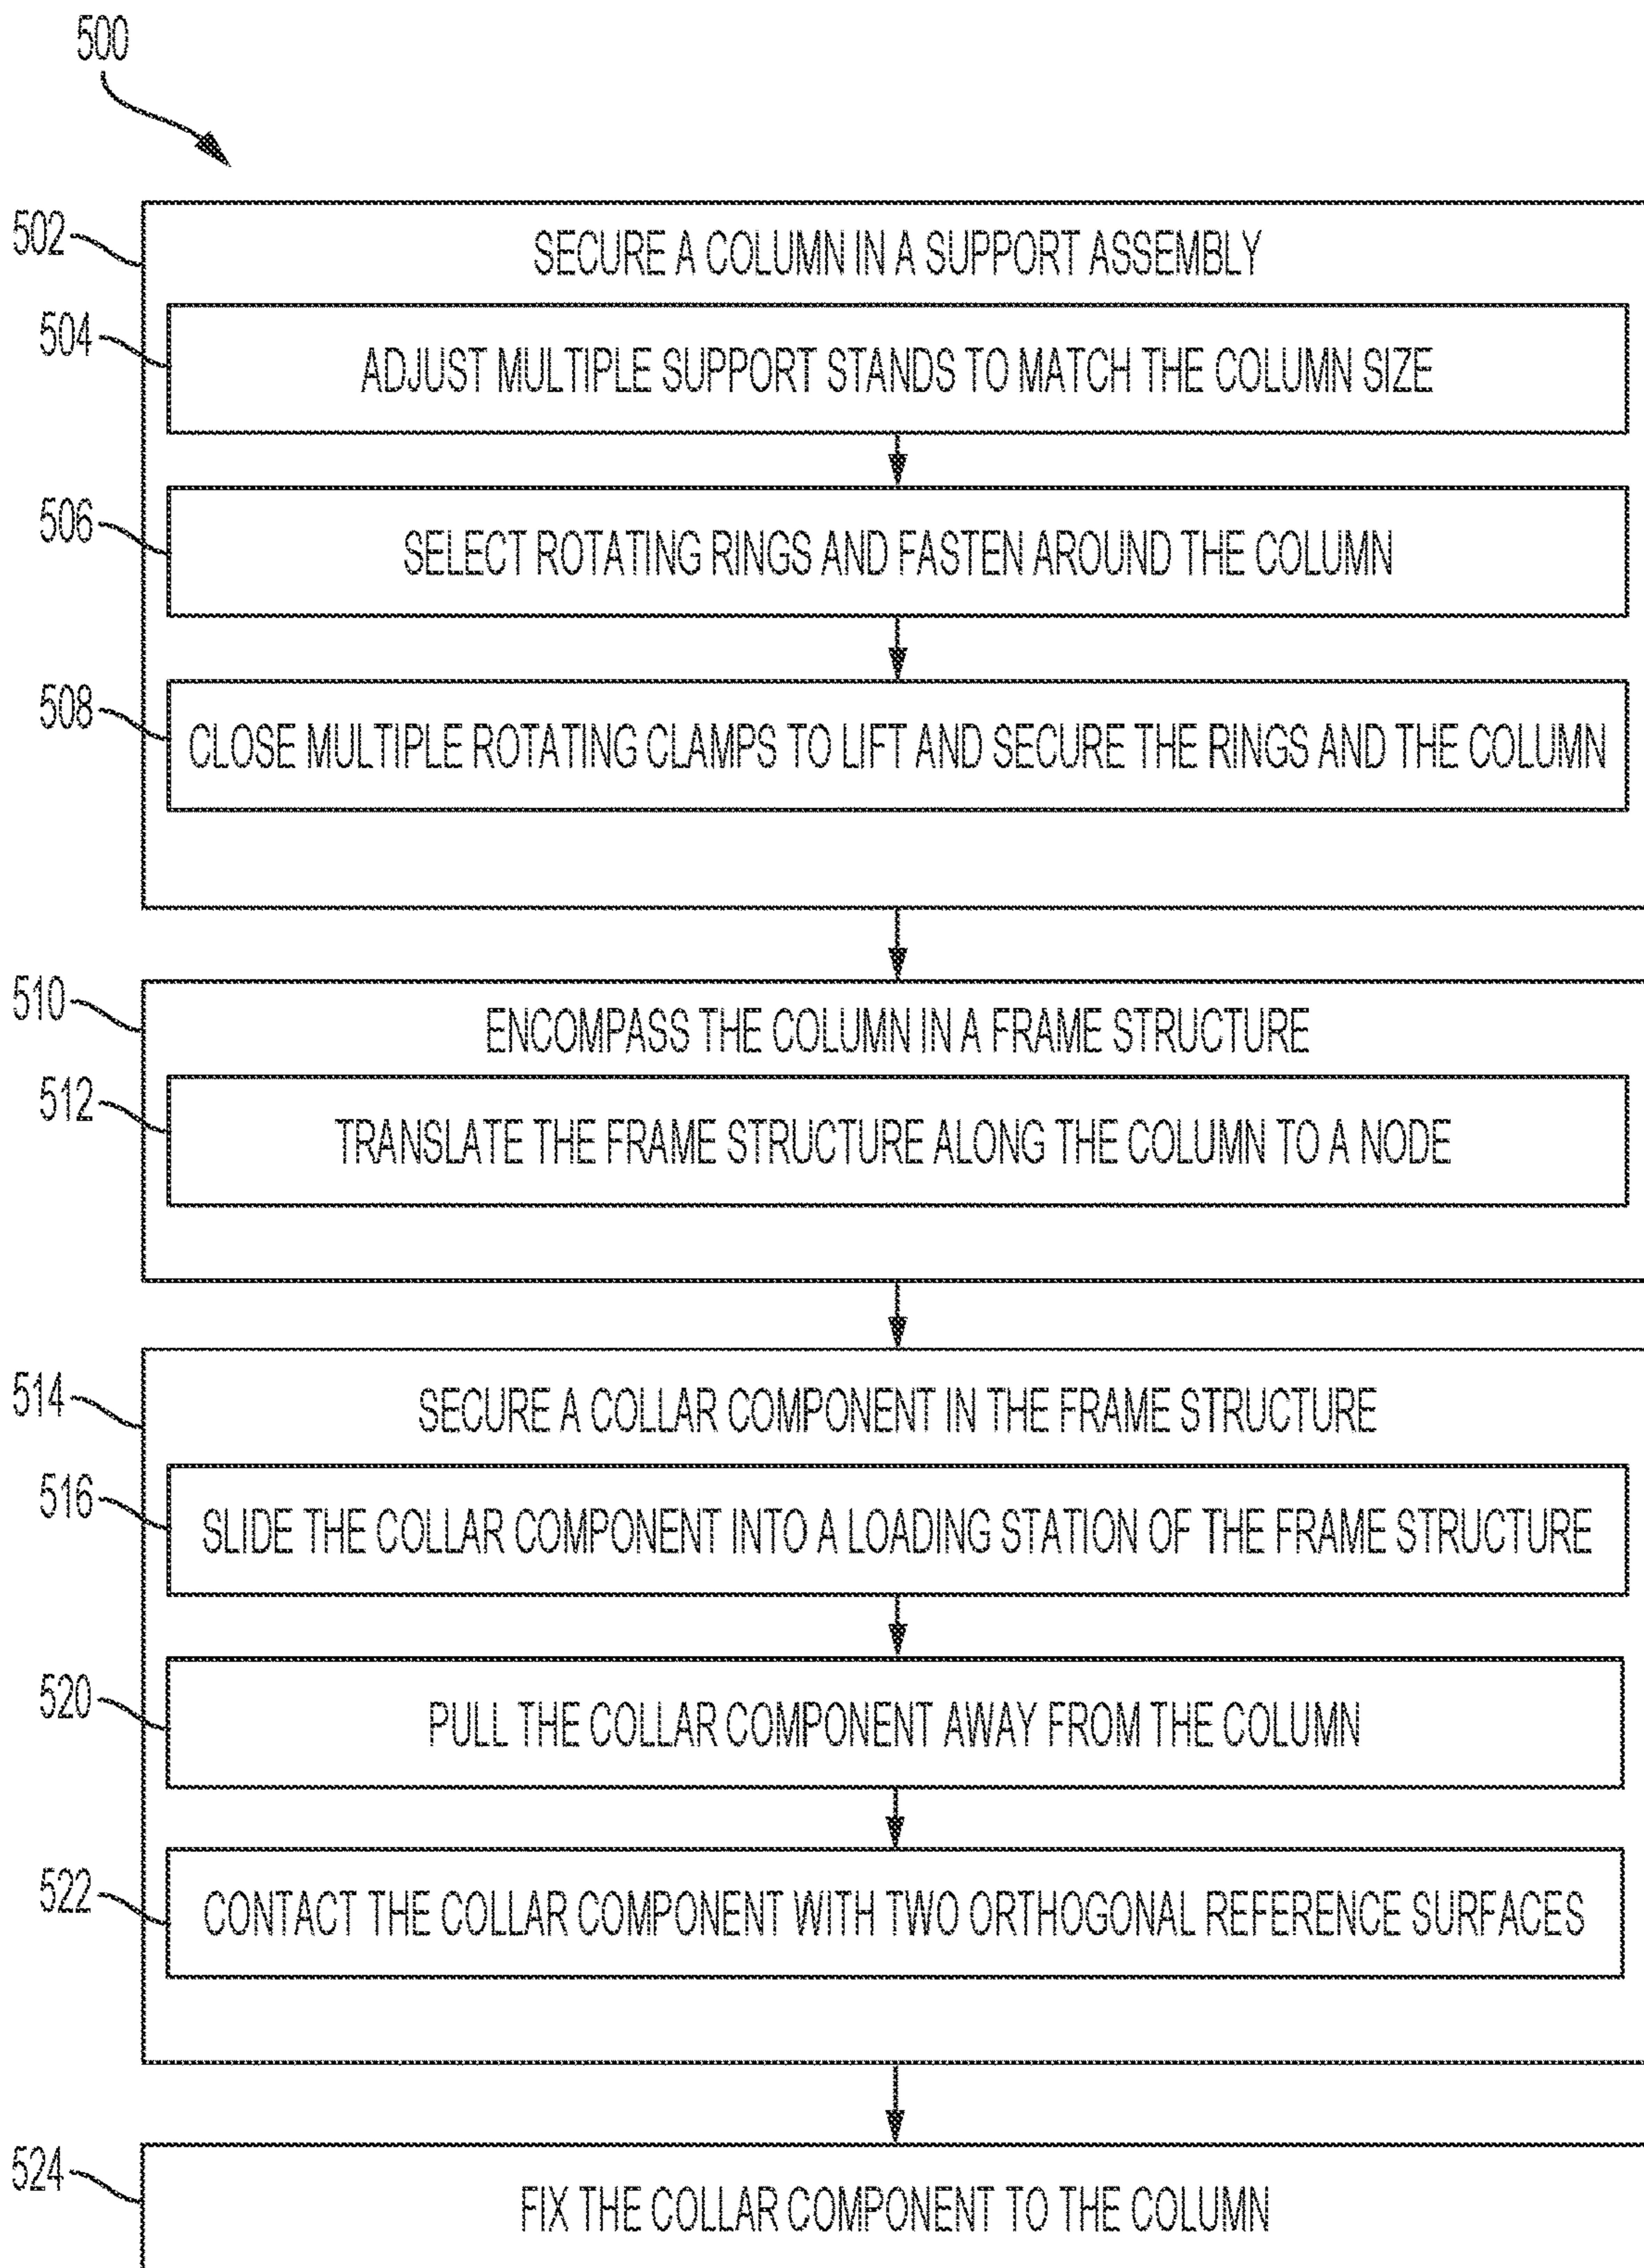 500
502
SECURE A COLUMN IN A SUPPORT ASSEMBLY
504
ADJUST MULTIPLE SUPPORT STANDS TO MATCH THE COLUMN SIZE
506
SELECT ROTATING RINGS AND FASTEN AROUND THE COLUMN
508
CLOSE MULTIPLE ROTATING CLAMPS TO LIFT AND SECURE THE RINGS AND THE COLUMN
510
ENCOMPASS THE COLUMN IN A FRAME STRUCTURE
512
TRANSLATE THE FRAME STRUCTURE ALONG THE COLUMN TO A NODE
514
SECURE A COLLAR COMPONENT IN THE FRAME STRUCTURE
516
SLIDE THE COLLAR COMPONENT INTO A LOADING STATION OF THE FRAME STRUCTURE
520
PULL THE COLLAR COMPONENT AWAY FROM THE COLUMN
522
CONTACT THE COLLAR COMPONENT WITH TWO ORTHOGONAL REFERENCE SURFACES
524
FIX THE COLLAR COMPONENT TO THE COLUMN